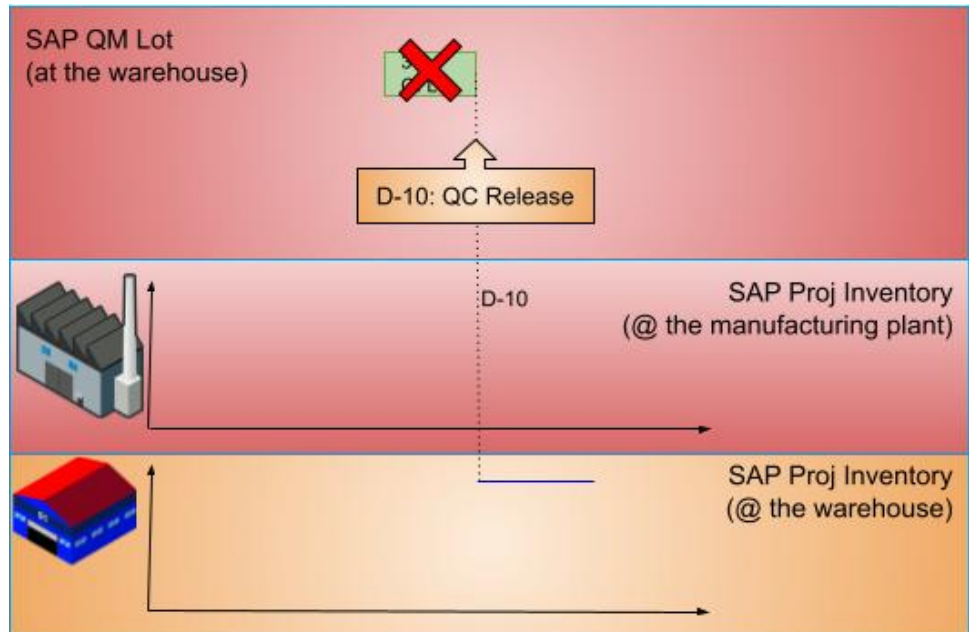 SAP QM Lot
(at the warehouse)
D-10: QC Release
D-10
SAP Proj Inventory
(@ the manufacturing plant)
SAP Proj Inventory
(@ the warehouse)